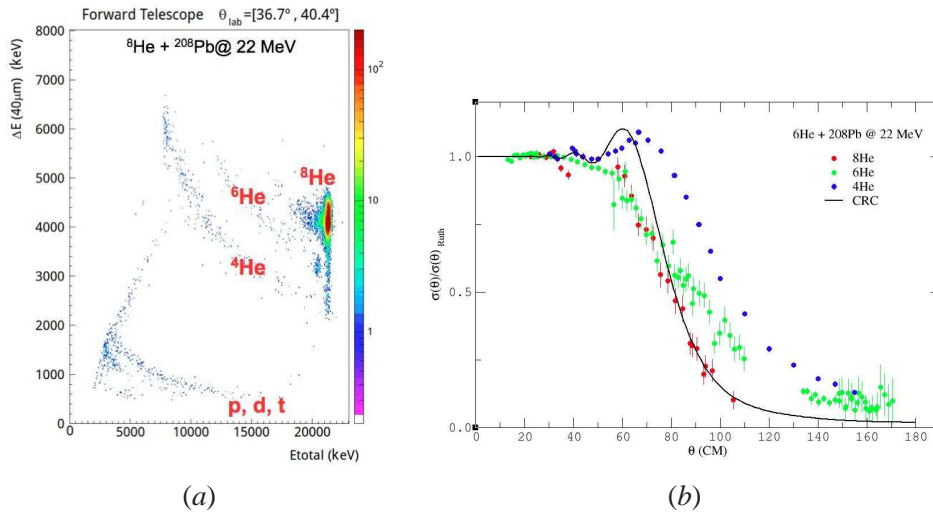 Forward Telescope θlab=[36.7º , 40.4º]
ΔE (40μm) (keV)
8000
7000
6000
5000
4000
3000
2000
1000
0
⁸He + ²⁰⁸Pb@ 22 MeV
⁶He
⁸He
⁴He
p, d, t
10²
10
1
0 5000 10000 15000 20000
Etotal (keV)
(a)
6He + 208Pb @ 22 MeV
8He
6He
4He
CRC
σ(θ)/σ(θ)Ruth
1.0
0.5
0.0
0 20 40 60 80 100 120 140 160 180
θ (CM)
(b)